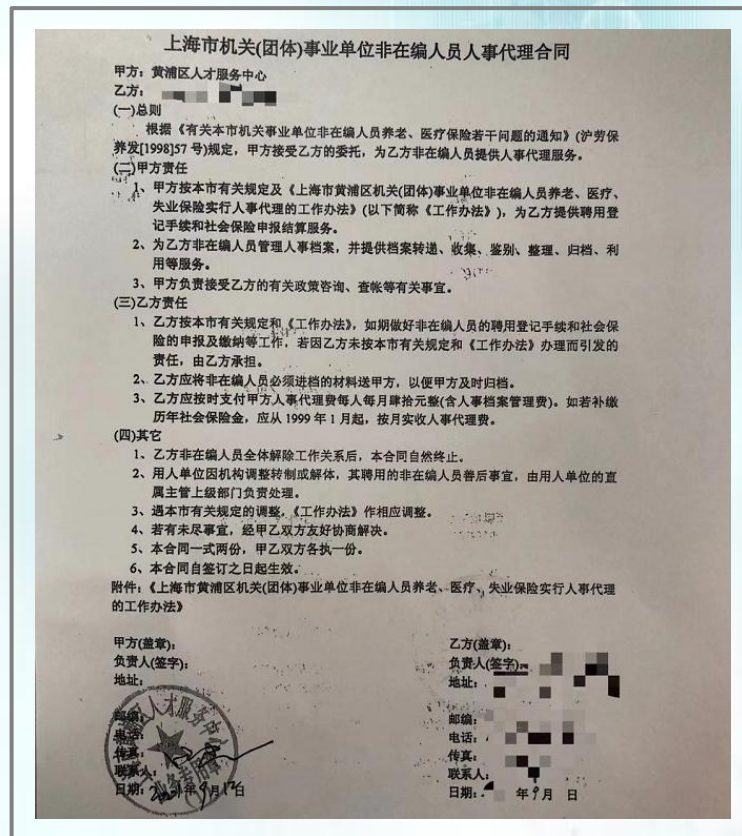 上海市机关(团体)事业单位非在编人员人事代理合同
甲方：黄浦区人才服务中心
乙方：
(一)总则
根据《有关本市机关事业单位非在编人员养老、医疗保险若干问题的通知》(沪劳保
养发[1998]57号)规定，甲方接受乙方的委托，为乙方非在编人员提供人事代理服务。
(二)甲方责任
1、甲方按本市有关规定及《上海市黄浦区机关(团体)事业单位非在编人员养老、医疗、
失业保险实行人事代理的工作办法》(以下简称《工作办法》)，为乙方提供聘用登
记手续和社会保险申报结算服务。
2、为乙方非在编人员管理人事档案，并提供档案转递、收集、鉴别、整理、归档、利
用等服务。
3、甲方负责接受乙方的有关政策咨询、查帐等有关事宜。
(三)乙方责任
1、乙方按本市有关规定和《工作办法》，如期做好非在编人员的聘用登记手续和社会保
险的申报及缴纳等工作，若因乙方未按本市有关规定和《工作办法》办理而引发的
责任，由乙方承担。
2、乙方应将非在编人员必须进档的材料送甲方，以便甲方及时归档。
3、乙方应按时支付甲方人事代理费每人每月肆拾元整(含人事档案管理费)。如若补缴
历年社会保险金，应从1999年1月起，按月实收人事代理费。
(四)其它
1、乙方非在编人员全体解除工作关系后，本合同自然终止。
2、用人单位因机构调整转制或解体，其聘用的非在编人员善后事宜，由用人单位的直
属主管上级部门负责处理。
3、遇本市有关规定的调整，《工作办法》作相应调整。
4、若有未尽事宜，经甲乙双方友好协商解决。
5、本合同一式两份，甲乙双方各执一份。
6、本合同自签订之日起生效。
附件：《上海市黄浦区机关(团体)事业单位非在编人员养老、医疗、失业保险实行人事代理
的工作办法》
甲方(盖章)：
负责人(签字)：
地址：
邮编：
电话：
传真：
联系人：
日期：2021年9月12日
乙方(盖章)：
负责人(签字)：
地址：
邮编：
电话：
传真：
联系人：
日期： 年9月 日